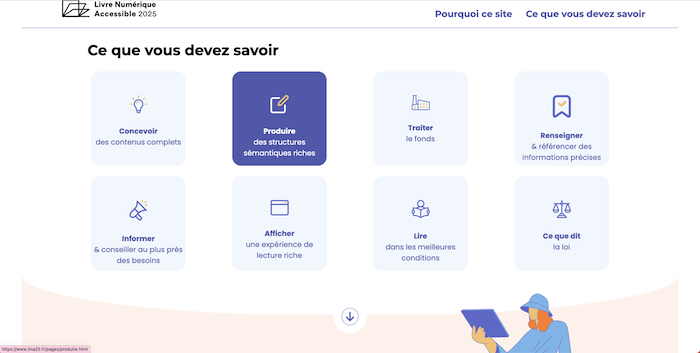 Livre Numérique
Accessible 2025
Pourquoi ce site
Ce que vous devez savoir
Ce que vous devez savoir
Concevoir
des contenus complets
Produire
des structures
sémantiques riches
Traiter
le fonds
Renseigner
& référencer des
informations précises
Informer
& conseiller au plus près
des besoins
Afficher
une expérience de
lecture riche
Lire
dans les meilleures
conditions
Ce que dit
la loi
https://www.lina25.fr/pages/produire.html